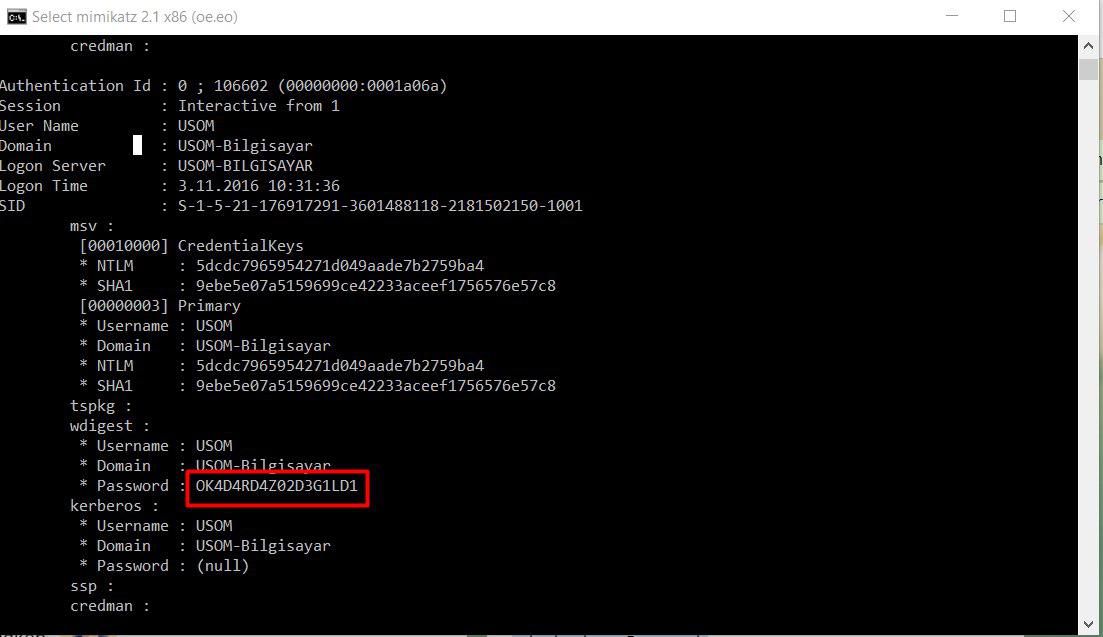 Select mimikatz 2.1 x86 (oe.eo)
credman :
Authentication Id : 0 ; 106602 (00000000:0001a06a)
Session : Interactive from 1
User Name : USOM
Domain : USOM-Bilgisayar
Logon Server : USOM-BILGISAYAR
Logon Time : 3.11.2016 10:31:36
SID : S-1-5-21-176917291-3601488118-2181502150-1001
msv :
[00010000] CredentialKeys
* NTLM : 5dcdc7965954271d049aade7b2759ba4
* SHA1 : 9ebe5e07a5159699ce42233aceef1756576e57c8
[00000003] Primary
* Username : USOM
* Domain : USOM-Bilgisayar
* NTLM : 5dcdc7965954271d049aade7b2759ba4
* SHA1 : 9ebe5e07a5159699ce42233aceef1756576e57c8
tspkg :
wdigest :
* Username : USOM
* Domain : USOM-Bilgisayar
* Password : OK4D4RD4Z02D3G1LD1
kerberos :
* Username : USOM
* Domain : USOM-Bilgisayar
* Password : (null)
ssp :
credman :